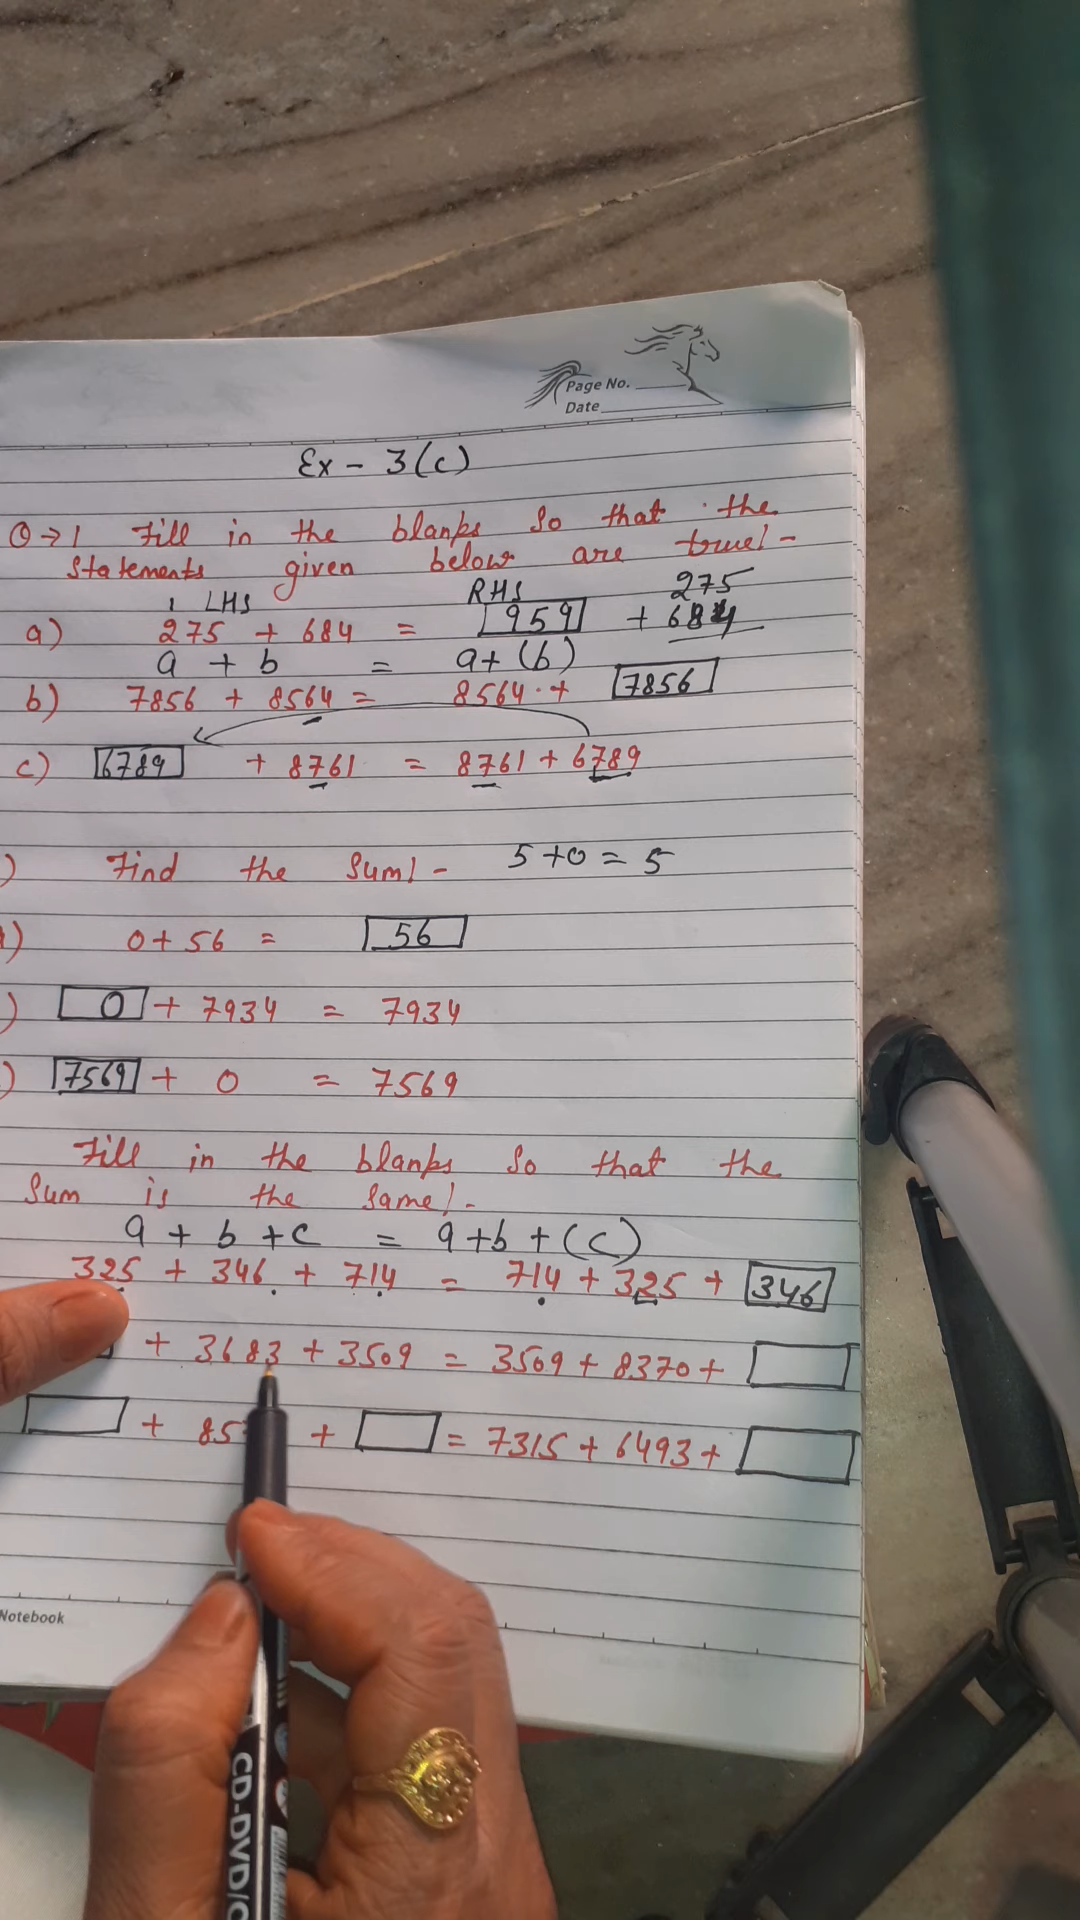 Page No.
Date
Ex - 3(c)
Q→1 Fill in the blanks so that the
statements given below are true!-
LHS RHS 275
a) 275 + 684 = 959 + 684
a + b = a+ (b)
b) 7856 + 8564 = 8564 + 7856
c) 6789 + 8761 = 8761 + 6789
) Find the Sum!- 5+0 = 5
) 0+ 56 = 56
) 0 + 7934 = 7934
) 7569 + 0 = 7569
Fill in the blanks so that the
Sum is the same!-
a + b + c = a+b+(c)
325 + 346 + 714 = 714 + 325 + 346
+ 3683 + 3509 = 3509 + 8370 +
+ + = 7315 + 6493 +
Notebook
CD-DVD/